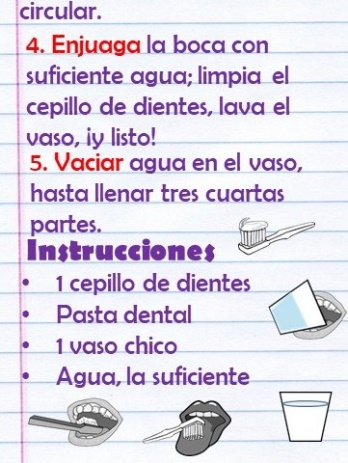 circular.
4. Enjuaga la boca con
suficiente agua; limpia el
cepillo de dientes, lava el
vaso, ¡y listo!
5. Vaciar agua en el vaso,
hasta llenar tres cuartas
partes.
Instrucciones
• 1 cepillo de dientes
• Pasta dental
• 1 vaso chico
• Agua, la suficiente